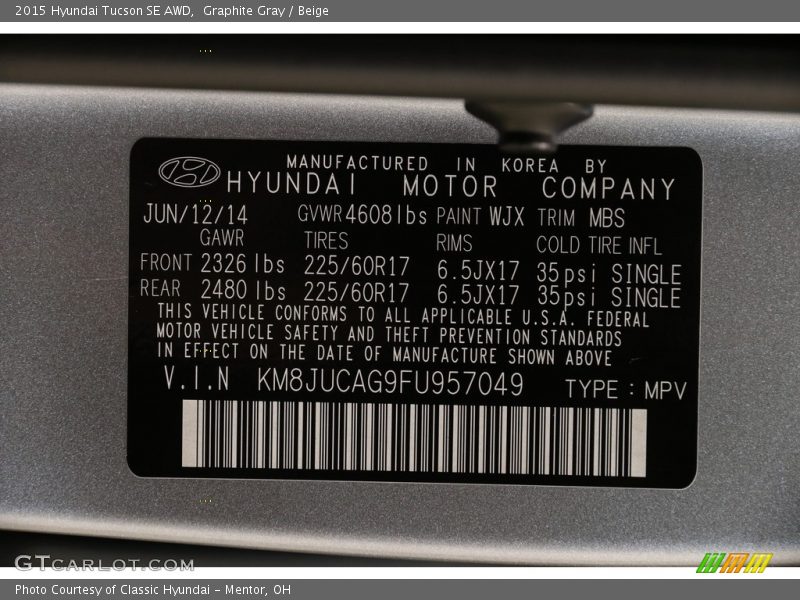 2015 Hyundai Tucson SE AWD,  Graphite Gray / Beige
MANUFACTURED IN KOREA BY
HYUNDAI MOTOR COMPANY
JUN/12/14 GVWR 4608lbs PAINT WJX TRIM MBS
GAWR TIRES RIMS COLD TIRE INFL
FRONT 2326 lbs 225/60R17 6.5JX17 35psi SINGLE
REAR 2480 lbs 225/60R17 6.5JX17 35psi SINGLE
THIS VEHICLE CONFORMS TO ALL APPLICABLE U.S.A. FEDERAL
MOTOR VEHICLE SAFETY AND THEFT PREVENTION STANDARDS
IN EFFECT ON THE DATE OF MANUFACTURE SHOWN ABOVE
V.I.N KM8JUCAG9FU957049 TYPE : MPV
GTCARLOT.COM
Photo Courtesy of Classic Hyundai - Mentor, OH